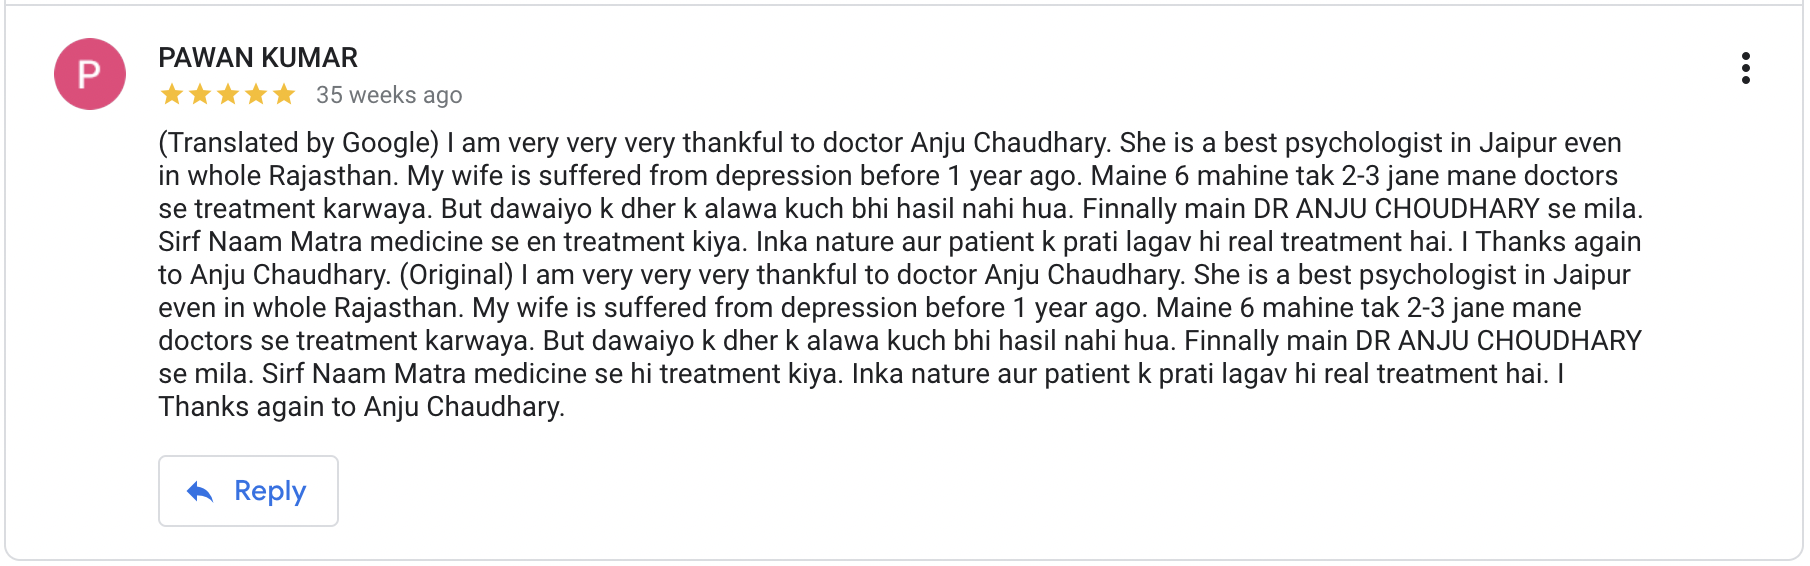 P
PAWAN KUMAR
35 weeks ago
(Translated by Google) I am very very very thankful to doctor Anju Chaudhary. She is a best psychologist in Jaipur even
in whole Rajasthan. My wife is suffered from depression before 1 year ago. Maine 6 mahine tak 2-3 jane mane doctors
se treatment karwaya. But dawaiyo k dher k alawa kuch bhi hasil nahi hua. Finnally main DR ANJU CHOUDHARY se mila.
Sirf Naam Matra medicine se en treatment kiya. Inka nature aur patient k prati lagav hi real treatment hai. I Thanks again
to Anju Chaudhary. (Original) I am very very very thankful to doctor Anju Chaudhary. She is a best psychologist in Jaipur
even in whole Rajasthan. My wife is suffered from depression before 1 year ago. Maine 6 mahine tak 2-3 jane mane
doctors se treatment karwaya. But dawaiyo k dher k alawa kuch bhi hasil nahi hua. Finnally main DR ANJU CHOUDHARY
se mila. Sirf Naam Matra medicine se hi treatment kiya. Inka nature aur patient k prati lagav hi real treatment hai. I
Thanks again to Anju Chaudhary.
Reply